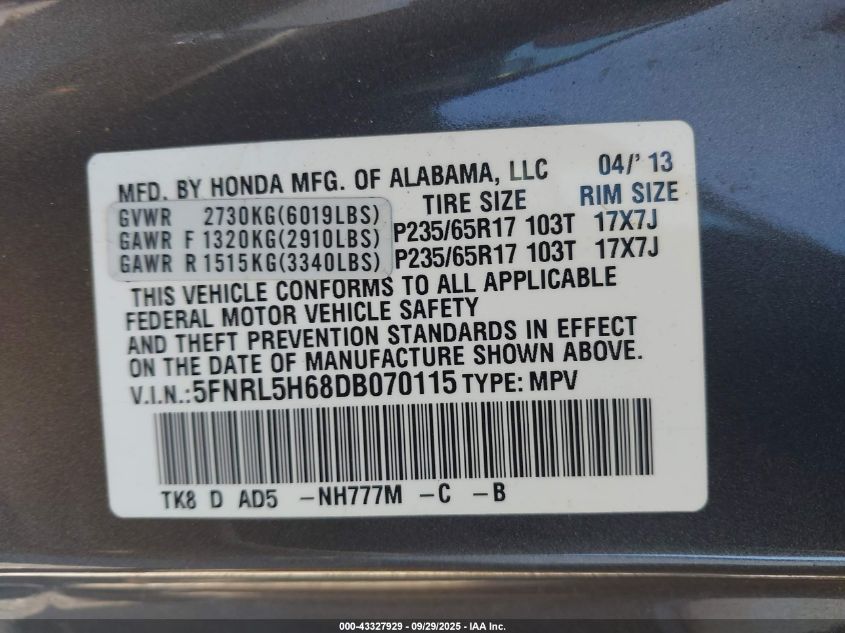 MFD. BY HONDA MFG. OF ALABAMA, LLC 04/' 13
TIRE SIZE RIM SIZE
GVWR 2730KG(6019LBS)
GAWR F 1320KG(2910LBS) P235/65R17 103T 17X7J
GAWR R 1515KG(3340LBS) P235/65R17 103T 17X7J
THIS VEHICLE CONFORMS TO ALL APPLICABLE
FEDERAL MOTOR VEHICLE SAFETY
AND THEFT PREVENTION STANDARDS IN EFFECT
ON THE DATE OF MANUFACTURE SHOWN ABOVE.
V.I.N.:5FNRL5H68DB070115 TYPE: MPV
TK8 D AD5 -NH777M -C -B
000-43327929 - 09/29/2025 - IAA Inc.